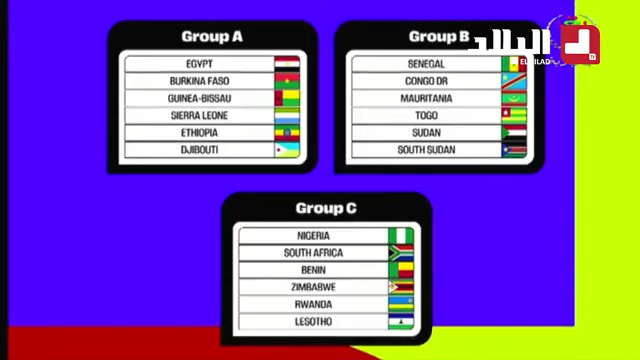 Group A
EGYPT
BURKINA FASO
GUINEA-BISSAU
SIERRA LEONE
ETHIOPIA
DJIBOUTI
Group B
SENEGAL
CONGO DR
MAURITANIA
TOGO
SUDAN
SOUTH SUDAN
البلاد
TV
Group C
NIGERIA
SOUTH AFRICA
BENIN
ZIMBABWE
RWANDA
LESOTHO